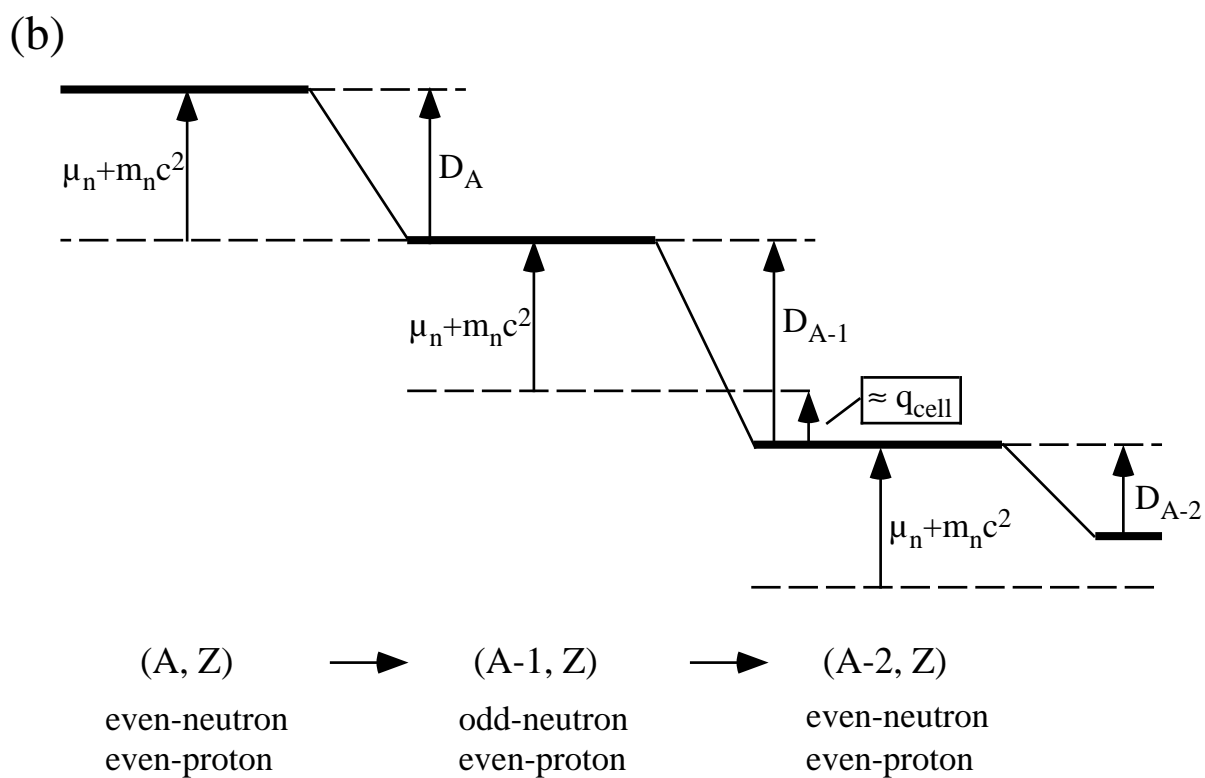 (b)
μn+mnc2
DA
μn+mnc2
DA-1
≈ qcell
μn+mnc2
DA-2
(A, Z)
(A-1, Z)
(A-2, Z)
even-neutron
odd-neutron
even-neutron
even-proton
even-proton
even-proton